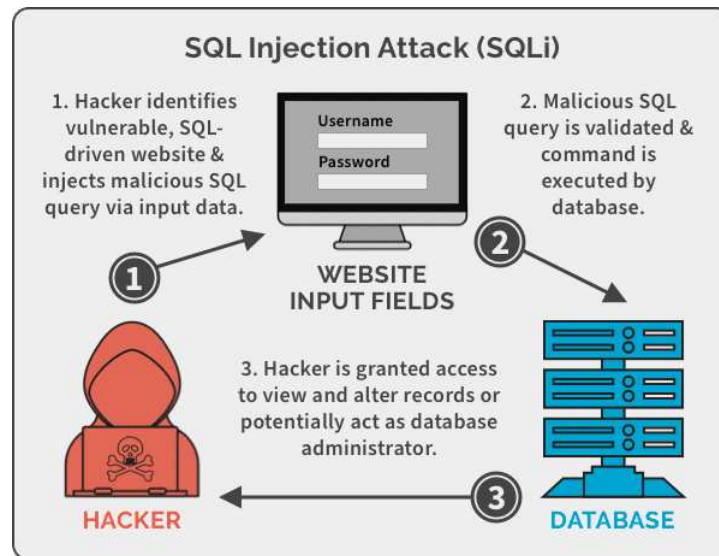 SQL Injection Attack (SQLi)
1. Hacker identifies
vulnerable, SQL-
driven website &
injects malicious SQL
query via input data.
Username
Password
2. Malicious SQL
query is validated &
command is
executed by
database.
1
2
WEBSITE
INPUT FIELDS
3. Hacker is granted access
to view and alter records or
potentially act as database
administrator.
3
HACKER
DATABASE